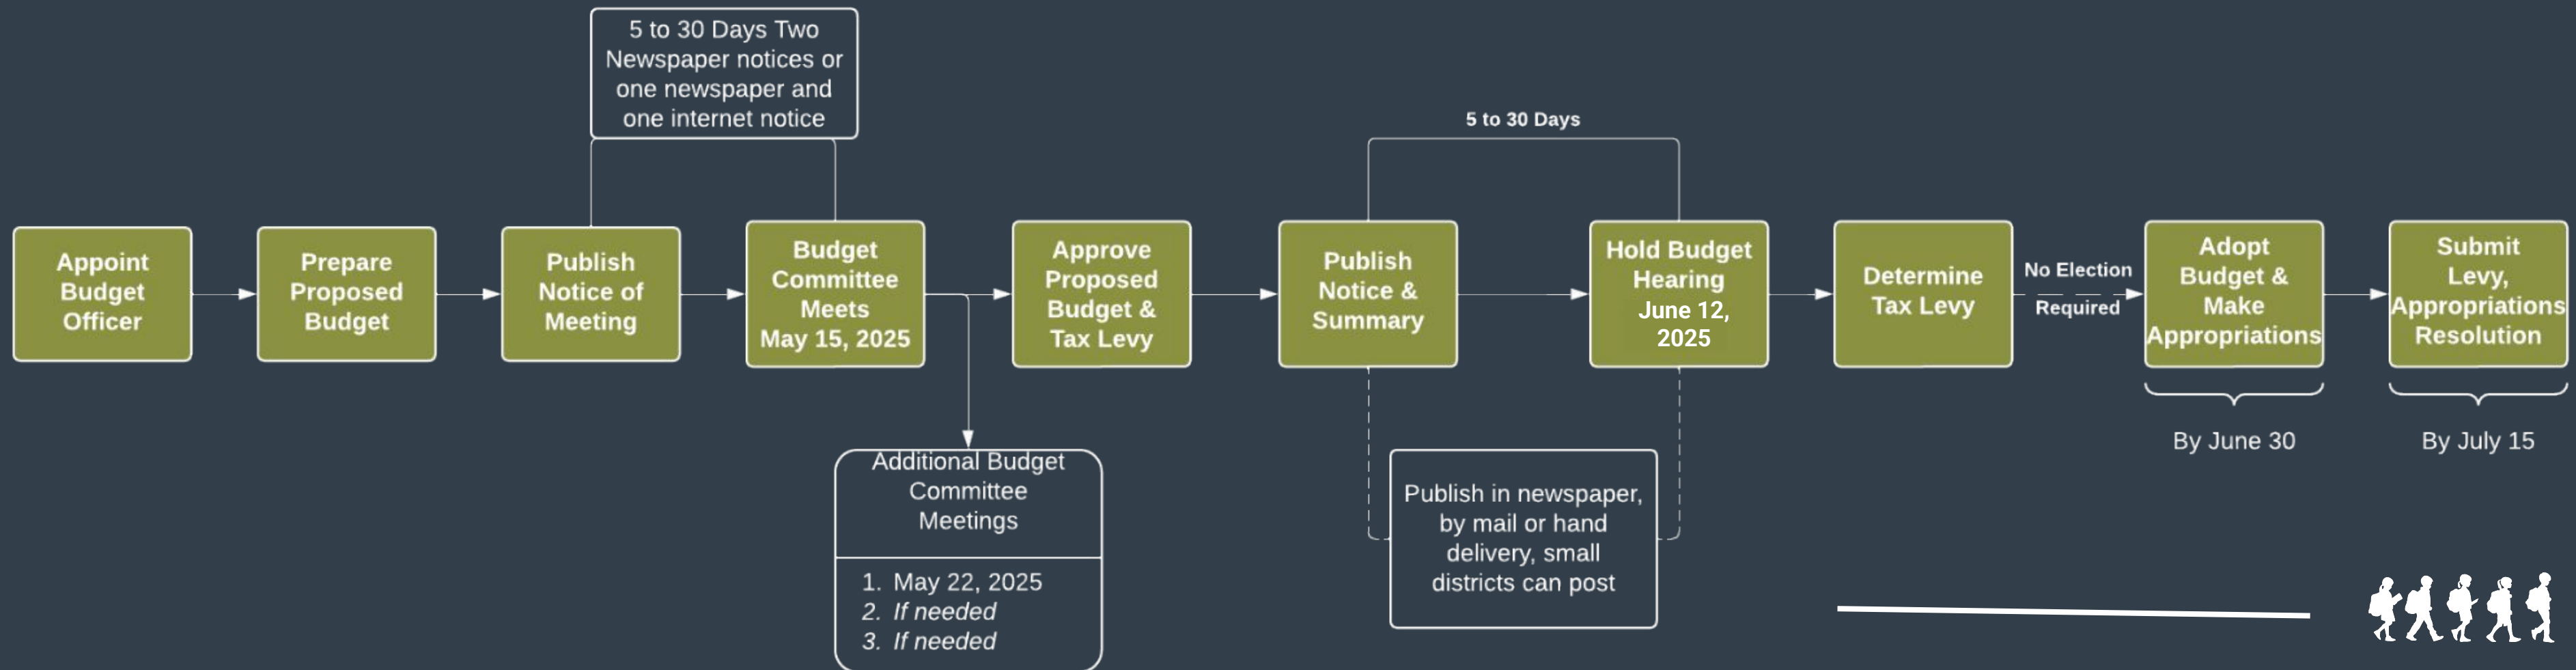 5 to 30 Days Two
Newspaper notices or
one newspaper and
one internet notice
5 to 30 Days
Appoint
Budget
Officer
Prepare
Proposed
Budget
Publish
Notice of
Meeting
Budget
Committee
Meets
May 15, 2025
Approve
Proposed
Budget &
Tax Levy
Publish
Notice &
Summary
Hold Budget
Hearing
June 12,
2025
Determine
Tax Levy
No Election
Required
Adopt
Budget &
Make
Appropriations
Submit
Levy,
Appropriations
Resolution
By June 30
By July 15
Additional Budget
Committee
Meetings
1. May 22, 2025
2. If needed
3. If needed
Publish in newspaper,
by mail or hand
delivery, small
districts can post